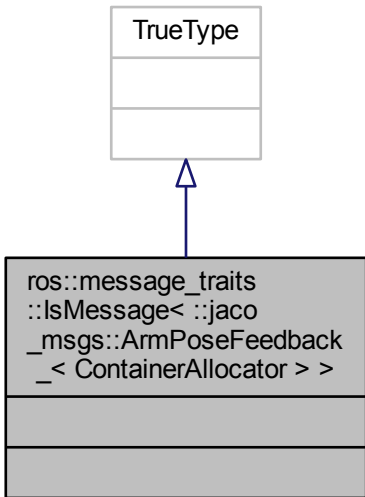 TrueType
ros::message_traits
::IsMessage< ::jaco
_msgs::ArmPoseFeedback
_< ContainerAllocator > >